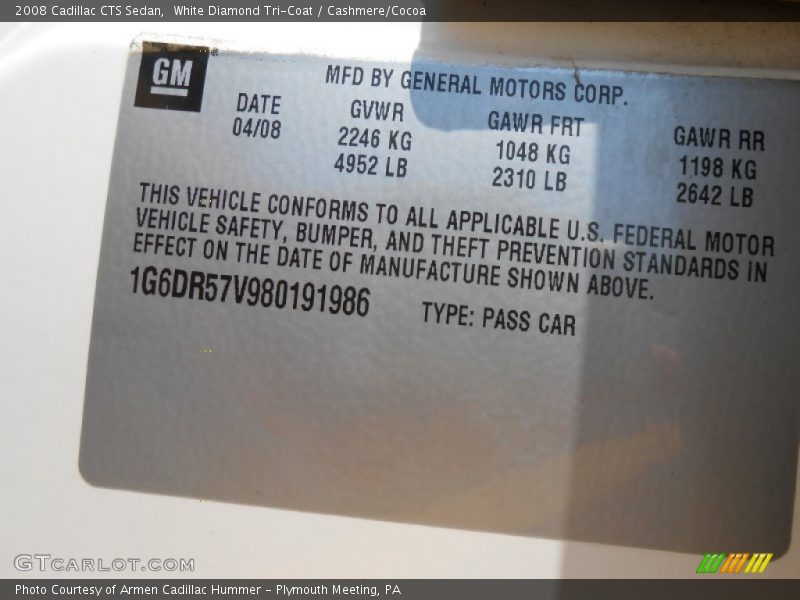 2008 Cadillac CTS Sedan, White Diamond Tri-Coat / Cashmere/Cocoa
GM
MFD BY GENERAL MOTORS CORP.
DATE GVWR GAWR FRT GAWR RR
04/08 2246 KG 1048 KG 1198 KG
4952 LB 2310 LB 2642 LB
THIS VEHICLE CONFORMS TO ALL APPLICABLE U.S. FEDERAL MOTOR
VEHICLE SAFETY, BUMPER, AND THEFT PREVENTION STANDARDS IN
EFFECT ON THE DATE OF MANUFACTURE SHOWN ABOVE.
1G6DR57V980191986 TYPE: PASS CAR
GTCARLOT.COM
Photo Courtesy of Armen Cadillac Hummer - Plymouth Meeting, PA